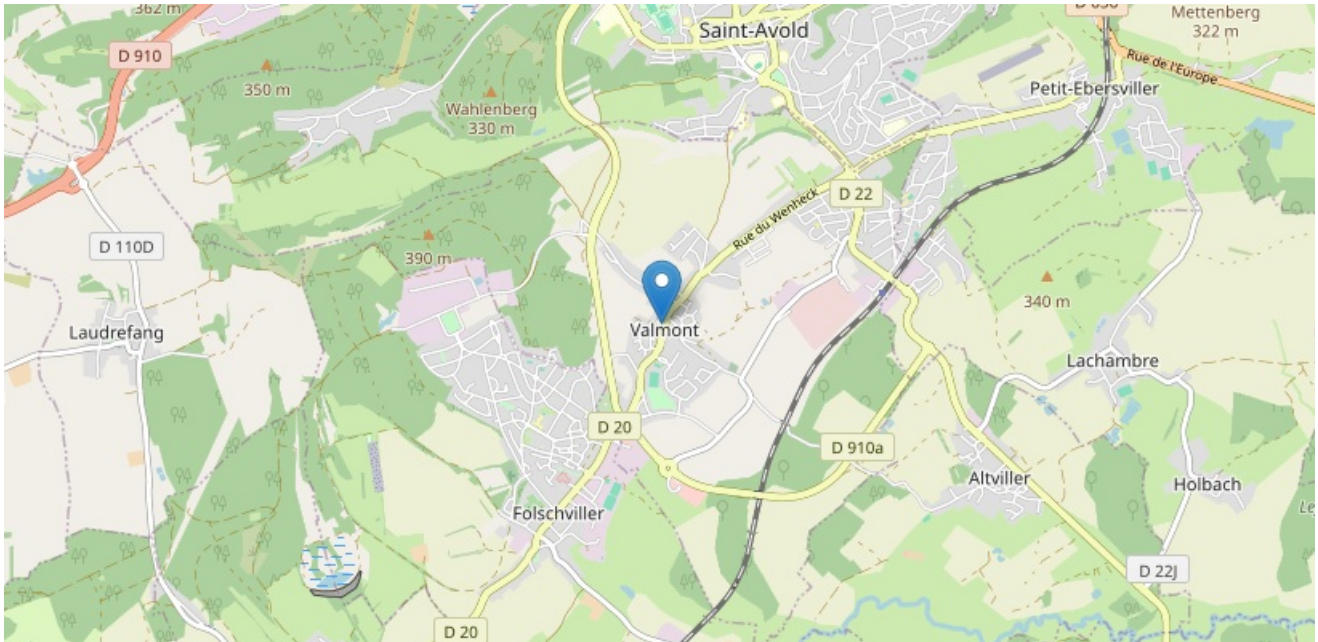 362 m
D 910
350 m
Wahlenberg
330 m
Saint-Avold
Mettenberg
322 m
Rue de l'Europe
Petit-Ebersviller
D 22
Rue du Wenheck
D 110D
390 m
340 m
Laudrefang
Valmont
Lachambre
D 20
D 910a
Altviller
Holbach
Folschviller
D 22J
D 20